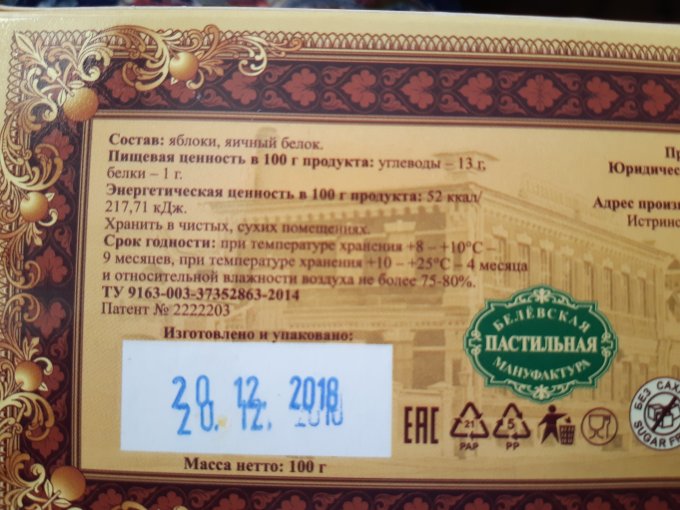 Состав: яблоки, яичный белок.
Пищевая ценность в 100 г продукта: углеводы – 13 г,
белки – 1 г.
Энергетическая ценность в 100 г продукта: 52 ккал/
217,71 кДж.
Хранить в чистых, сухих помещениях.
Срок годности: при температуре хранения +8 – +10°С –
9 месяцев, при температуре хранения +10 – +25°С – 4 месяца
и относительной влажности воздуха не более 75-80%.
ТУ 9163-003-37352863-2014
Патент № 2222203
Изготовлено и упаковано:
20 12 2018
20. 12. 2018
Масса нетто: 100 г
Пр
Юридичес
Адрес произ
Истринс
БЕЛЁВСКАЯ
ПАСТИЛЬНАЯ
МАНУФАКТУРА
EAC
21
PAP
5
PP
БЕЗ САХА
SUGAR FR